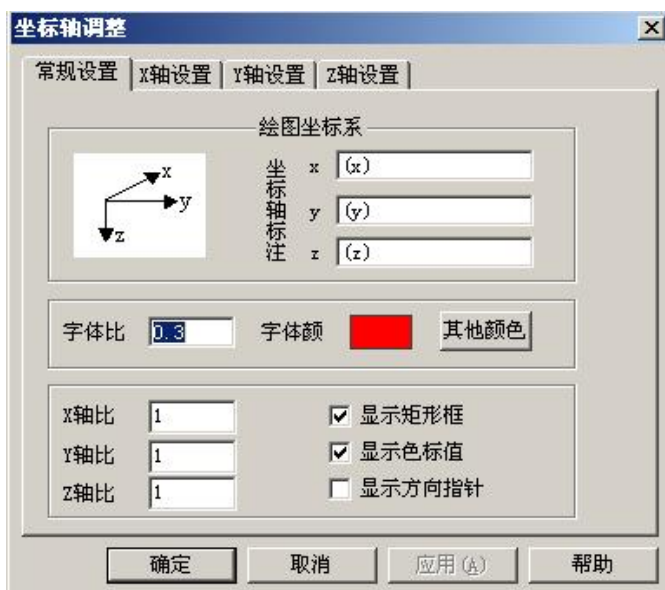 坐标轴调整
常规设置 X轴设置 Y轴设置 Z轴设置
绘图坐标系
x
y
z
坐标轴标注
x (x)
y (y)
z (z)
字体比 0.3 字体颜 其他颜色
X轴比 1 显示矩形框
Y轴比 1 显示色标值
Z轴比 1 显示方向指针
确定 取消 应用(A) 帮助